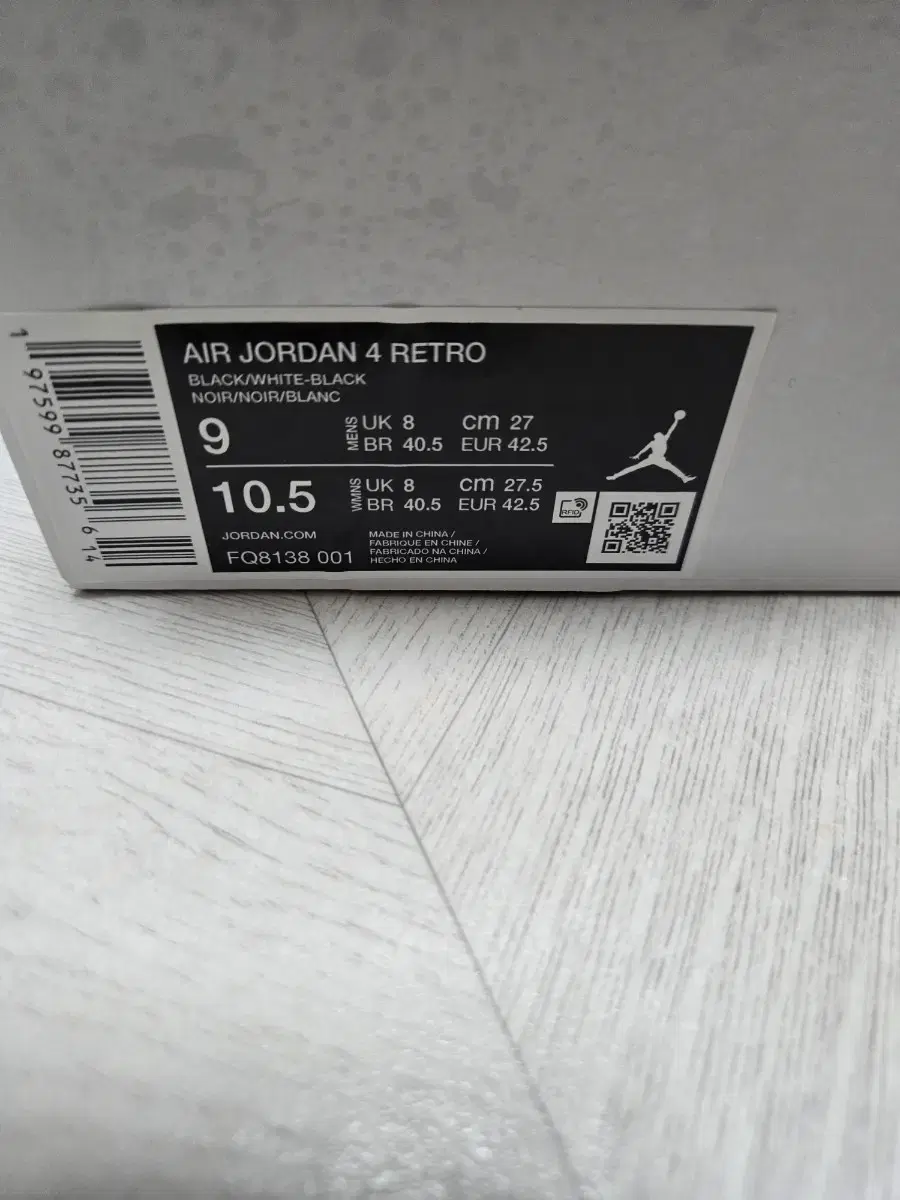 AIR JORDAN 4 RETRO
BLACK/WHITE-BLACK
NOIR/NOIR/BLANC
9 MENS UK 8 cm 27
BR 40.5 EUR 42.5
10.5 WMNS UK 8 cm 27.5
BR 40.5 EUR 42.5
RFID
JORDAN.COM
FQ8138 001
MADE IN CHINA /
FABRIQUE EN CHINE /
FABRICADO NA CHINA /
HECHO EN CHINA
1 97599 87735 6 14